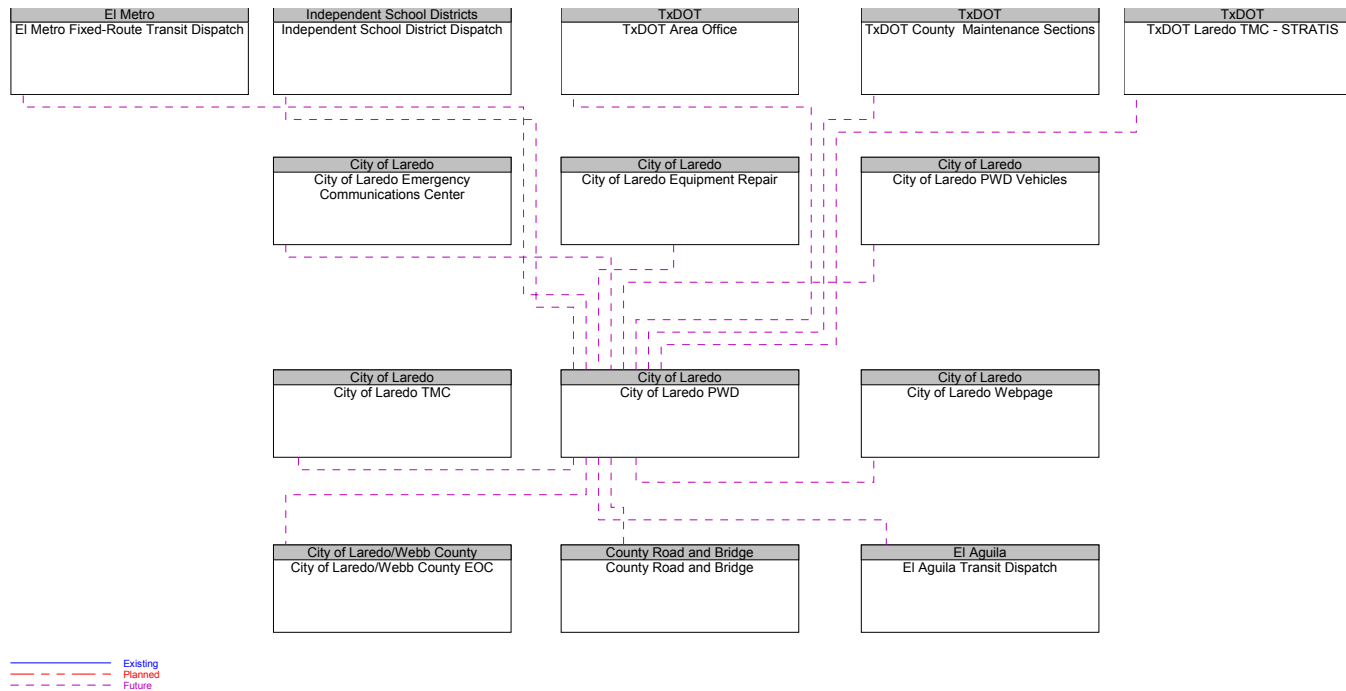 El Metro
El Metro Fixed-Route Transit Dispatch
Independent School Districts
Independent School District Dispatch
TxDOT
TxDOT Area Office
TxDOT
TxDOT County  Maintenance Sections
TxDOT
TxDOT Laredo TMC - STRATIS
City of Laredo
City of Laredo Emergency
Communications Center
City of Laredo
City of Laredo Equipment Repair
City of Laredo
City of Laredo PWD Vehicles
City of Laredo
City of Laredo TMC
City of Laredo
City of Laredo PWD
City of Laredo
City of Laredo Webpage
City of Laredo/Webb County
City of Laredo/Webb County EOC
County Road and Bridge
County Road and Bridge
El Aguila
El Aguila Transit Dispatch
Existing
Planned
Future